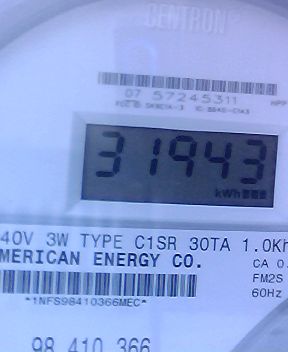 CENTRON
07 57245311
31943
kWh
40V 3W TYPE C1SR 30TA 1.0Kh
MERICAN ENERGY CO.
CA 0.
FM2S
60Hz
*1NFS98410366MEC*
98 410 366